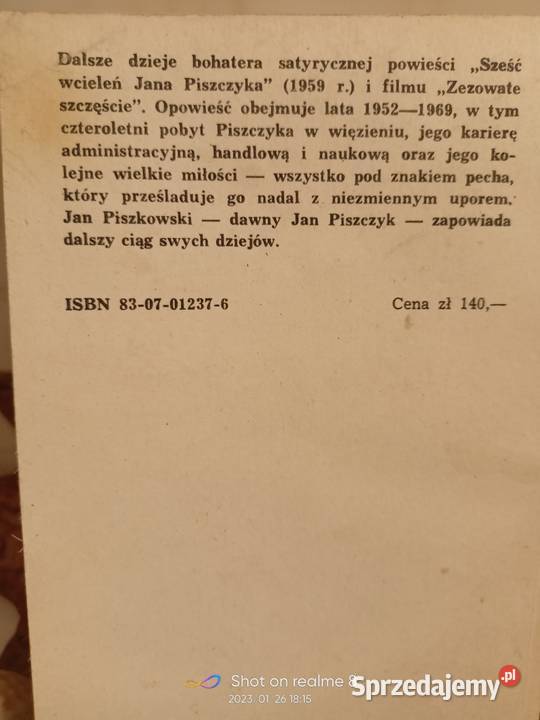 Dalsze dzieje bohatera satyrycznej powieści „Sześć
wcieleń Jana Piszczyka” (1959 r.) i filmu „Zezowate
szczęście”. Opowieść obejmuje lata 1952—1969, w tym
czteroletni pobyt Piszczyka w więzieniu, jego karierę
administracyjną, handlową i naukową oraz jego ko-
lejne wielkie miłości — wszystko pod znakiem pecha,
który prześladuje go nadal z niezmiennym uporem.
Jan Piszkowski — dawny Jan Piszczyk — zapowiada
dalszy ciąg swych dziejów.
ISBN 83-07-01237-6
Cena zł 140,—
Shot on realme 8
2023.01.26 18:15
Sprzedajemy.pl